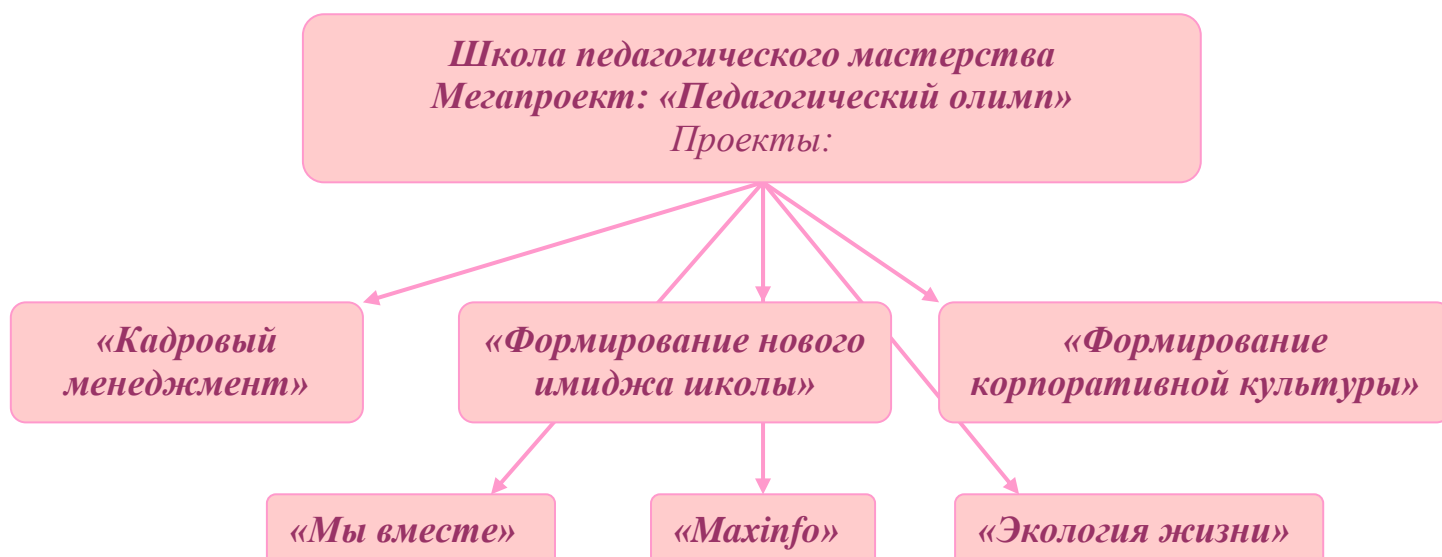 Школа педагогического мастерства
Мегапроект: «Педагогический олимп»
Проекты:
«Кадровый
менеджмент»
«Формирование нового
имиджа школы»
«Формирование
корпоративной культуры»
«Мы вместе»
«Maxinfo»
«Экология жизни»